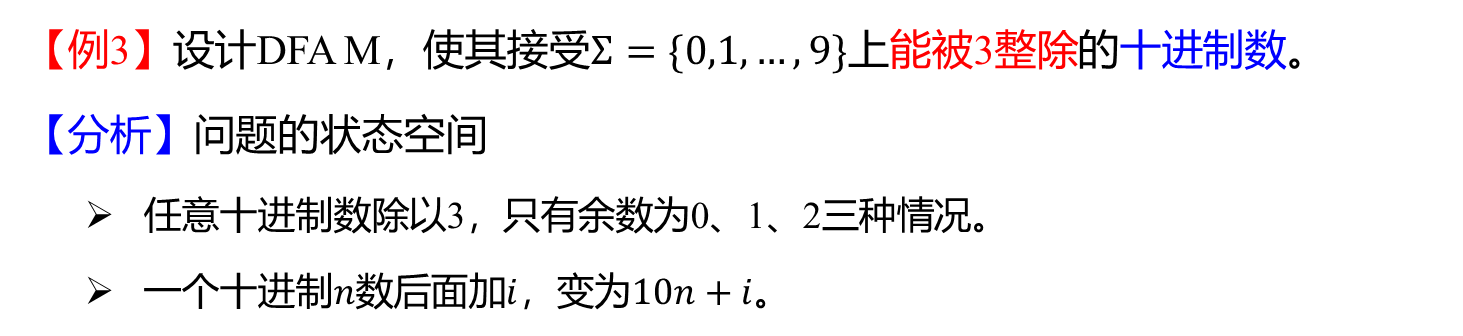 【例3】设计DFA M，使其接受Σ = {0,1, … , 9}上能被3整除的十进制数。
【分析】问题的状态空间
➢ 任意十进制数除以3，只有余数为0、1、2三种情况。
➢ 一个十进制n数后面加i，变为10n + i。